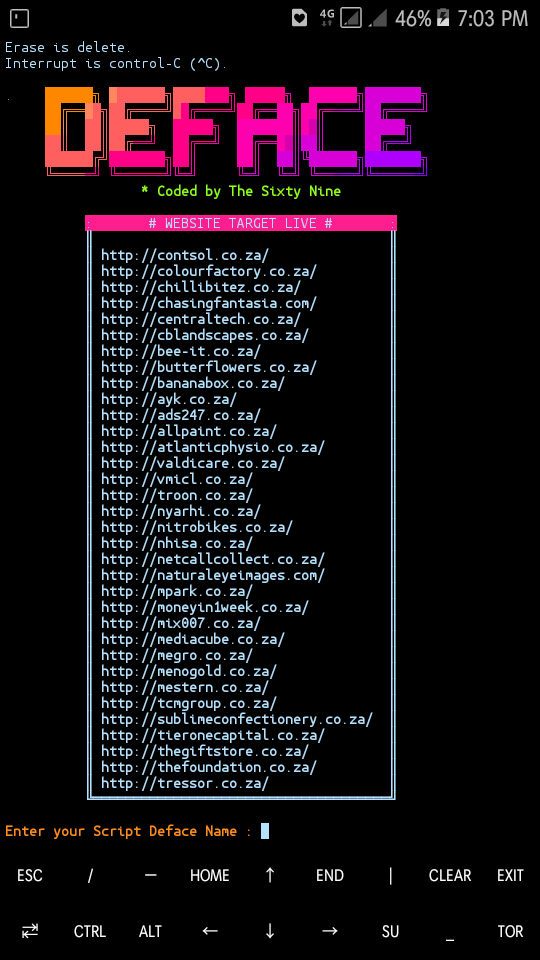 4G 46% 7:03 PM
Erase is delete.
Interrupt is control-C (^C).
DEFACE
* Coded by The Sixty Nine
# WEBSITE TARGET LIVE #
http://contsol.co.za/
http://colourfactory.co.za/
http://chillibitez.co.za/
http://chasingfantasia.com/
http://centraltech.co.za/
http://cblandscapes.co.za/
http://bee-it.co.za/
http://butterflowers.co.za/
http://bananabox.co.za/
http://ayk.co.za/
http://ads247.co.za/
http://allpaint.co.za/
http://atlanticphysio.co.za/
http://valdicare.co.za/
http://vmicl.co.za/
http://troon.co.za/
http://nyarhi.co.za/
http://nitrobikes.co.za/
http://nhisa.co.za/
http://netcallcollect.co.za/
http://naturaleyeimages.com/
http://mpark.co.za/
http://moneyin1week.co.za/
http://mix007.co.za/
http://mediacube.co.za/
http://megro.co.za/
http://menogold.co.za/
http://mestern.co.za/
http://tcmgroup.co.za/
http://sublimeconfectionery.co.za/
http://tieronecapital.co.za/
http://thegiftstore.co.za/
http://thefoundation.co.za/
http://tressor.co.za/
Enter your Script Deface Name :
ESC / — HOME ↑ END | CLEAR EXIT
⇄ CTRL ALT ← ↓ → SU _ TOR